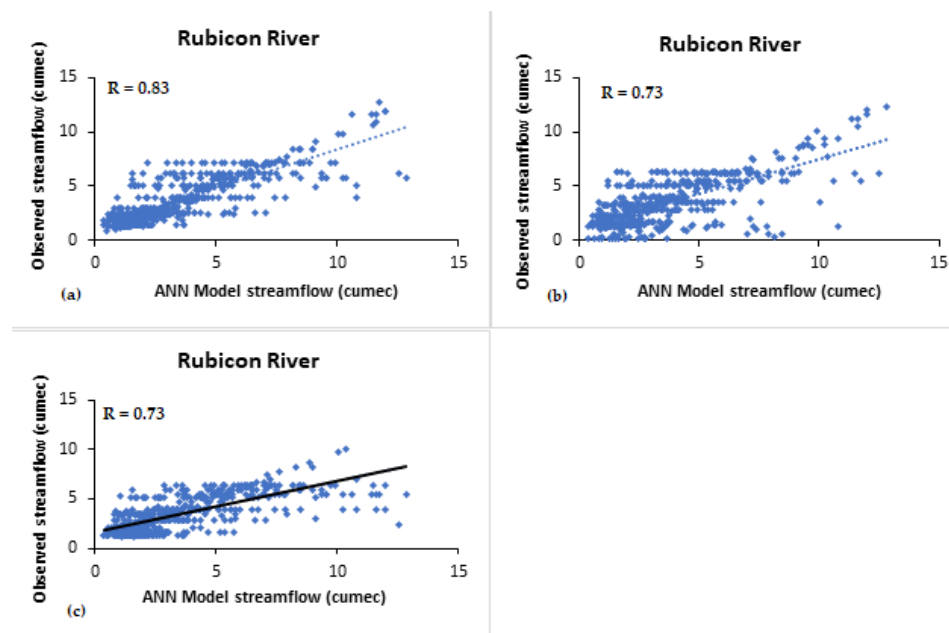 Rubicon River
R = 0.83
15
10
5
0
0 5 10 15
Observed streamflow (cumec)
ANN Model streamflow (cumec)
(a)
Rubicon River
R = 0.73
15
10
5
0
0 5 10 15
Observed streamflow (cumec)
ANN Model streamflow (cumec)
(b)
Rubicon River
R = 0.73
15
10
5
0
0 5 10 15
Observed streamflow (cumec)
ANN Model streamflow (cumec)
(c)